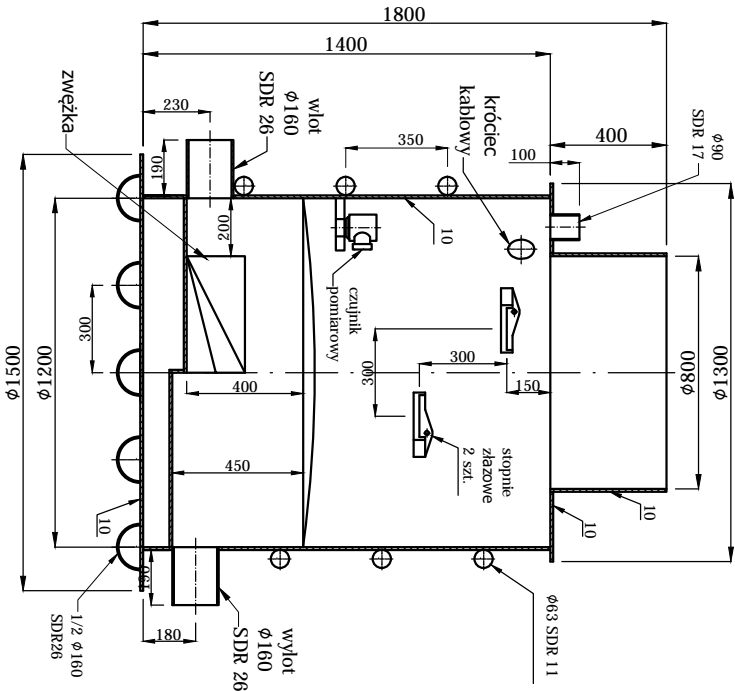 1800
1400
400
100
ϕ90
SDR 17
króciec
kablowy
350
wlot
ϕ160
SDR 26
230
zwężka
190
200
10
czujnik
pomiarowy
300
300
150
ϕ800
ϕ1300
ϕ1500
ϕ1200
300
400
450
stopnie
złazowe
2 szt.
10
10
10
190
180
1/2 ϕ160
SDR26
wylot
ϕ160
SDR 26
ϕ63 SDR 11